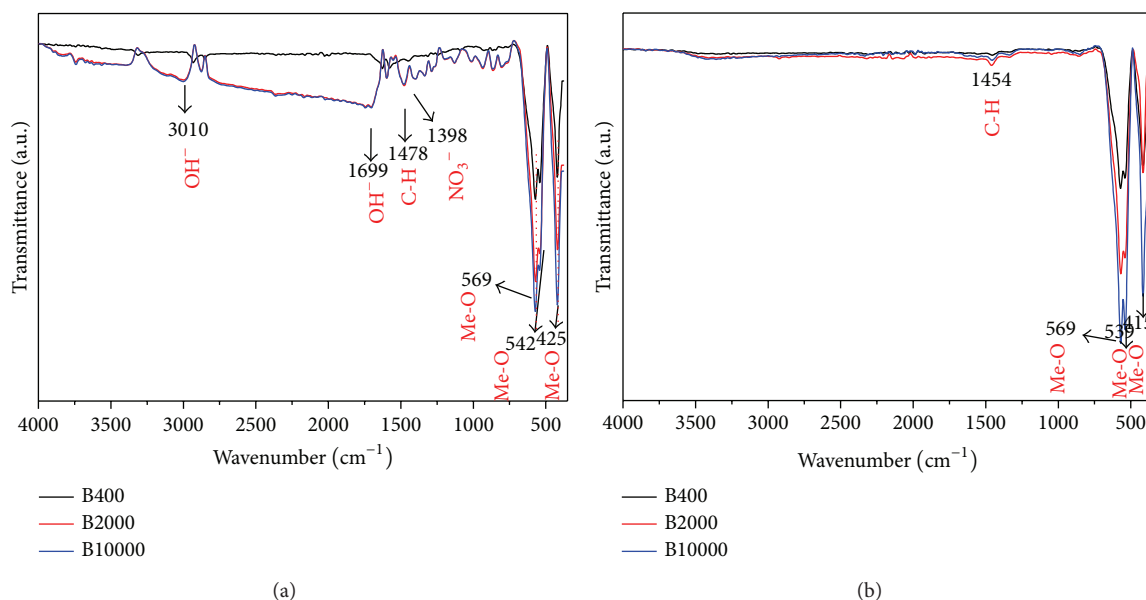 Transmittance (a.u.)
3010
OH⁻
1699
OH⁻
1478
C-H
1398
NO₃⁻
569
Me-O
542
Me-O
425
Me-O
4000 3500 3000 2500 2000 1500 1000 500
Wavenumber (cm⁻¹)
B400
B2000
B10000
(a)
Transmittance (a.u.)
1454
C-H
569
Me-O
539
Me-O
Me-O
4000 3500 3000 2500 2000 1500 1000 500
Wavenumber (cm⁻¹)
B400
B2000
B10000
(b)